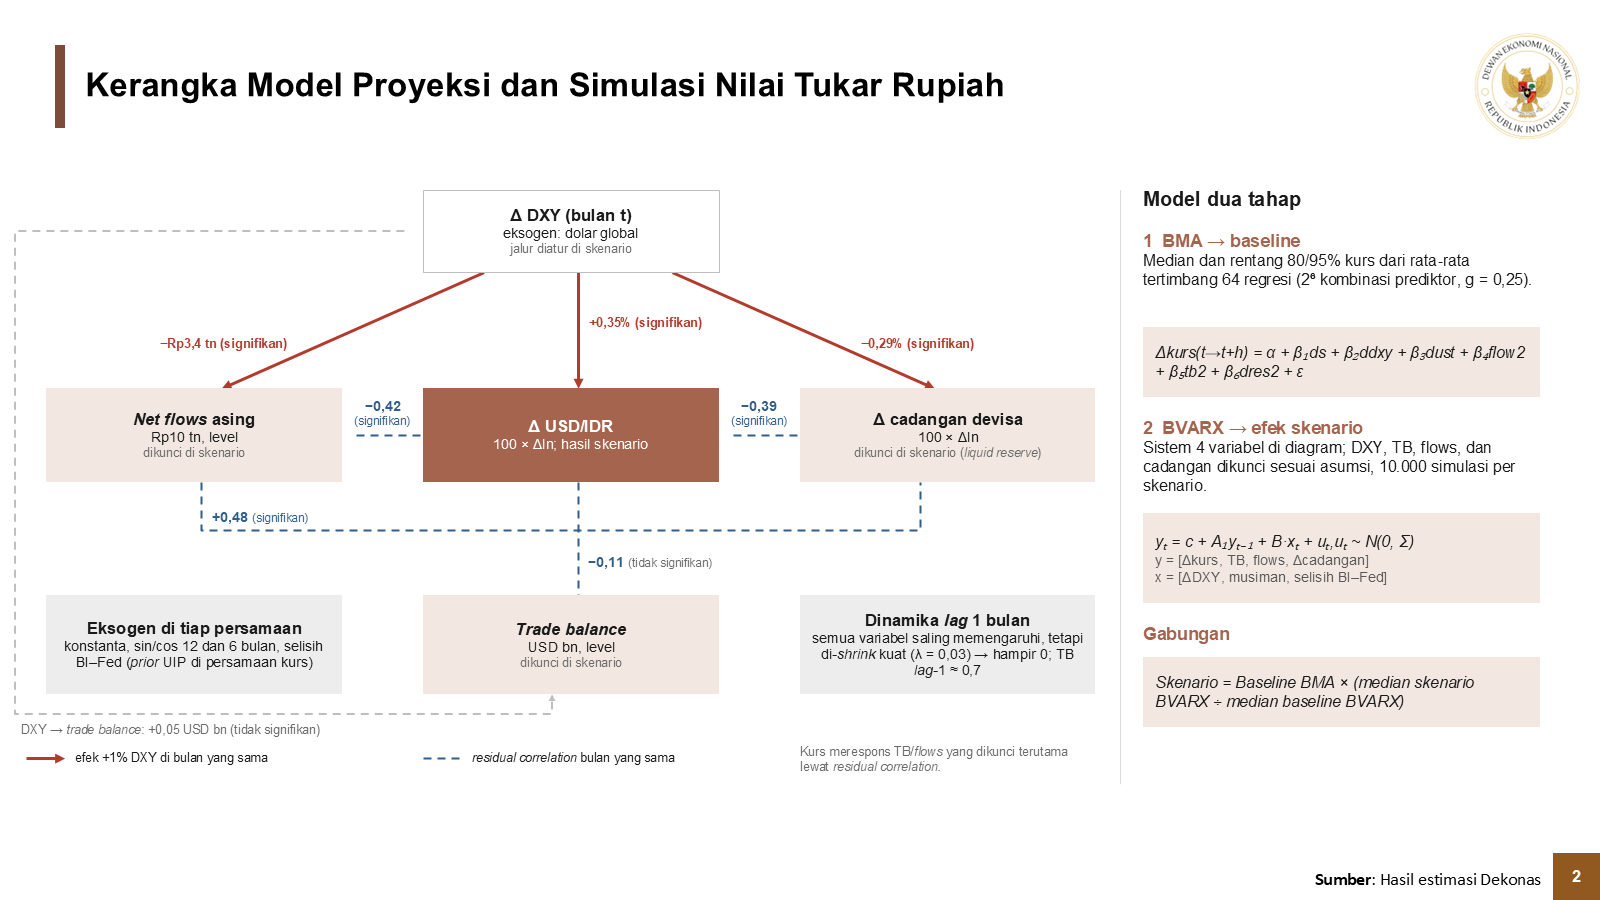 Kerangka Model Proyeksi dan Simulasi Nilai Tukar Rupiah
DEWAN EKONOMI NASIONAL
REPUBLIK INDONESIA
Δ DXY (bulan t)
eksogen: dolar global
jalur diatur di skenario
−Rp3,4 tn (signifikan)
+0,35% (signifikan)
−0,29% (signifikan)
Net flows asing
Rp10 tn, level
dikunci di skenario
−0,42
(signifikan)
Δ USD/IDR
100 × Δln; hasil skenario
−0,39
(signifikan)
Δ cadangan devisa
100 × Δln
dikunci di skenario (liquid reserve)
+0,48 (signifikan)
−0,11 (tidak signifikan)
Eksogen di tiap persamaan
konstanta, sin/cos 12 dan 6 bulan, selisih
BI–Fed (prior UIP di persamaan kurs)
Trade balance
USD bn, level
dikunci di skenario
Dinamika lag 1 bulan
semua variabel saling memengaruhi, tetapi
di-shrink kuat (λ = 0,03) → hampir 0; TB
lag-1 ≈ 0,7
DXY → trade balance: +0,05 USD bn (tidak signifikan)
efek +1% DXY di bulan yang sama
residual correlation bulan yang sama
Kurs merespons TB/flows yang dikunci terutama
lewat residual correlation.
Model dua tahap
1 BMA → baseline
Median dan rentang 80/95% kurs dari rata-rata
tertimbang 64 regresi (2⁶ kombinasi prediktor, g = 0,25).
Δkurs(t→t+h) = α + β₁ds + β₂ddxy + β₃dust + β₄flow2
+ β₅tb2 + β₆dres2 + ε
2 BVARX → efek skenario
Sistem 4 variabel di diagram; DXY, TB, flows, dan
cadangan dikunci sesuai asumsi, 10.000 simulasi per
skenario.
yₜ = c + A₁yₜ₋₁ + B·xₜ + uₜ,uₜ ~ N(0, Σ)
y = [Δkurs, TB, flows, Δcadangan]
x = [ΔDXY, musiman, selisih BI–Fed]
Gabungan
Skenario = Baseline BMA × (median skenario
BVARX ÷ median baseline BVARX)
Sumber: Hasil estimasi Dekonas
2